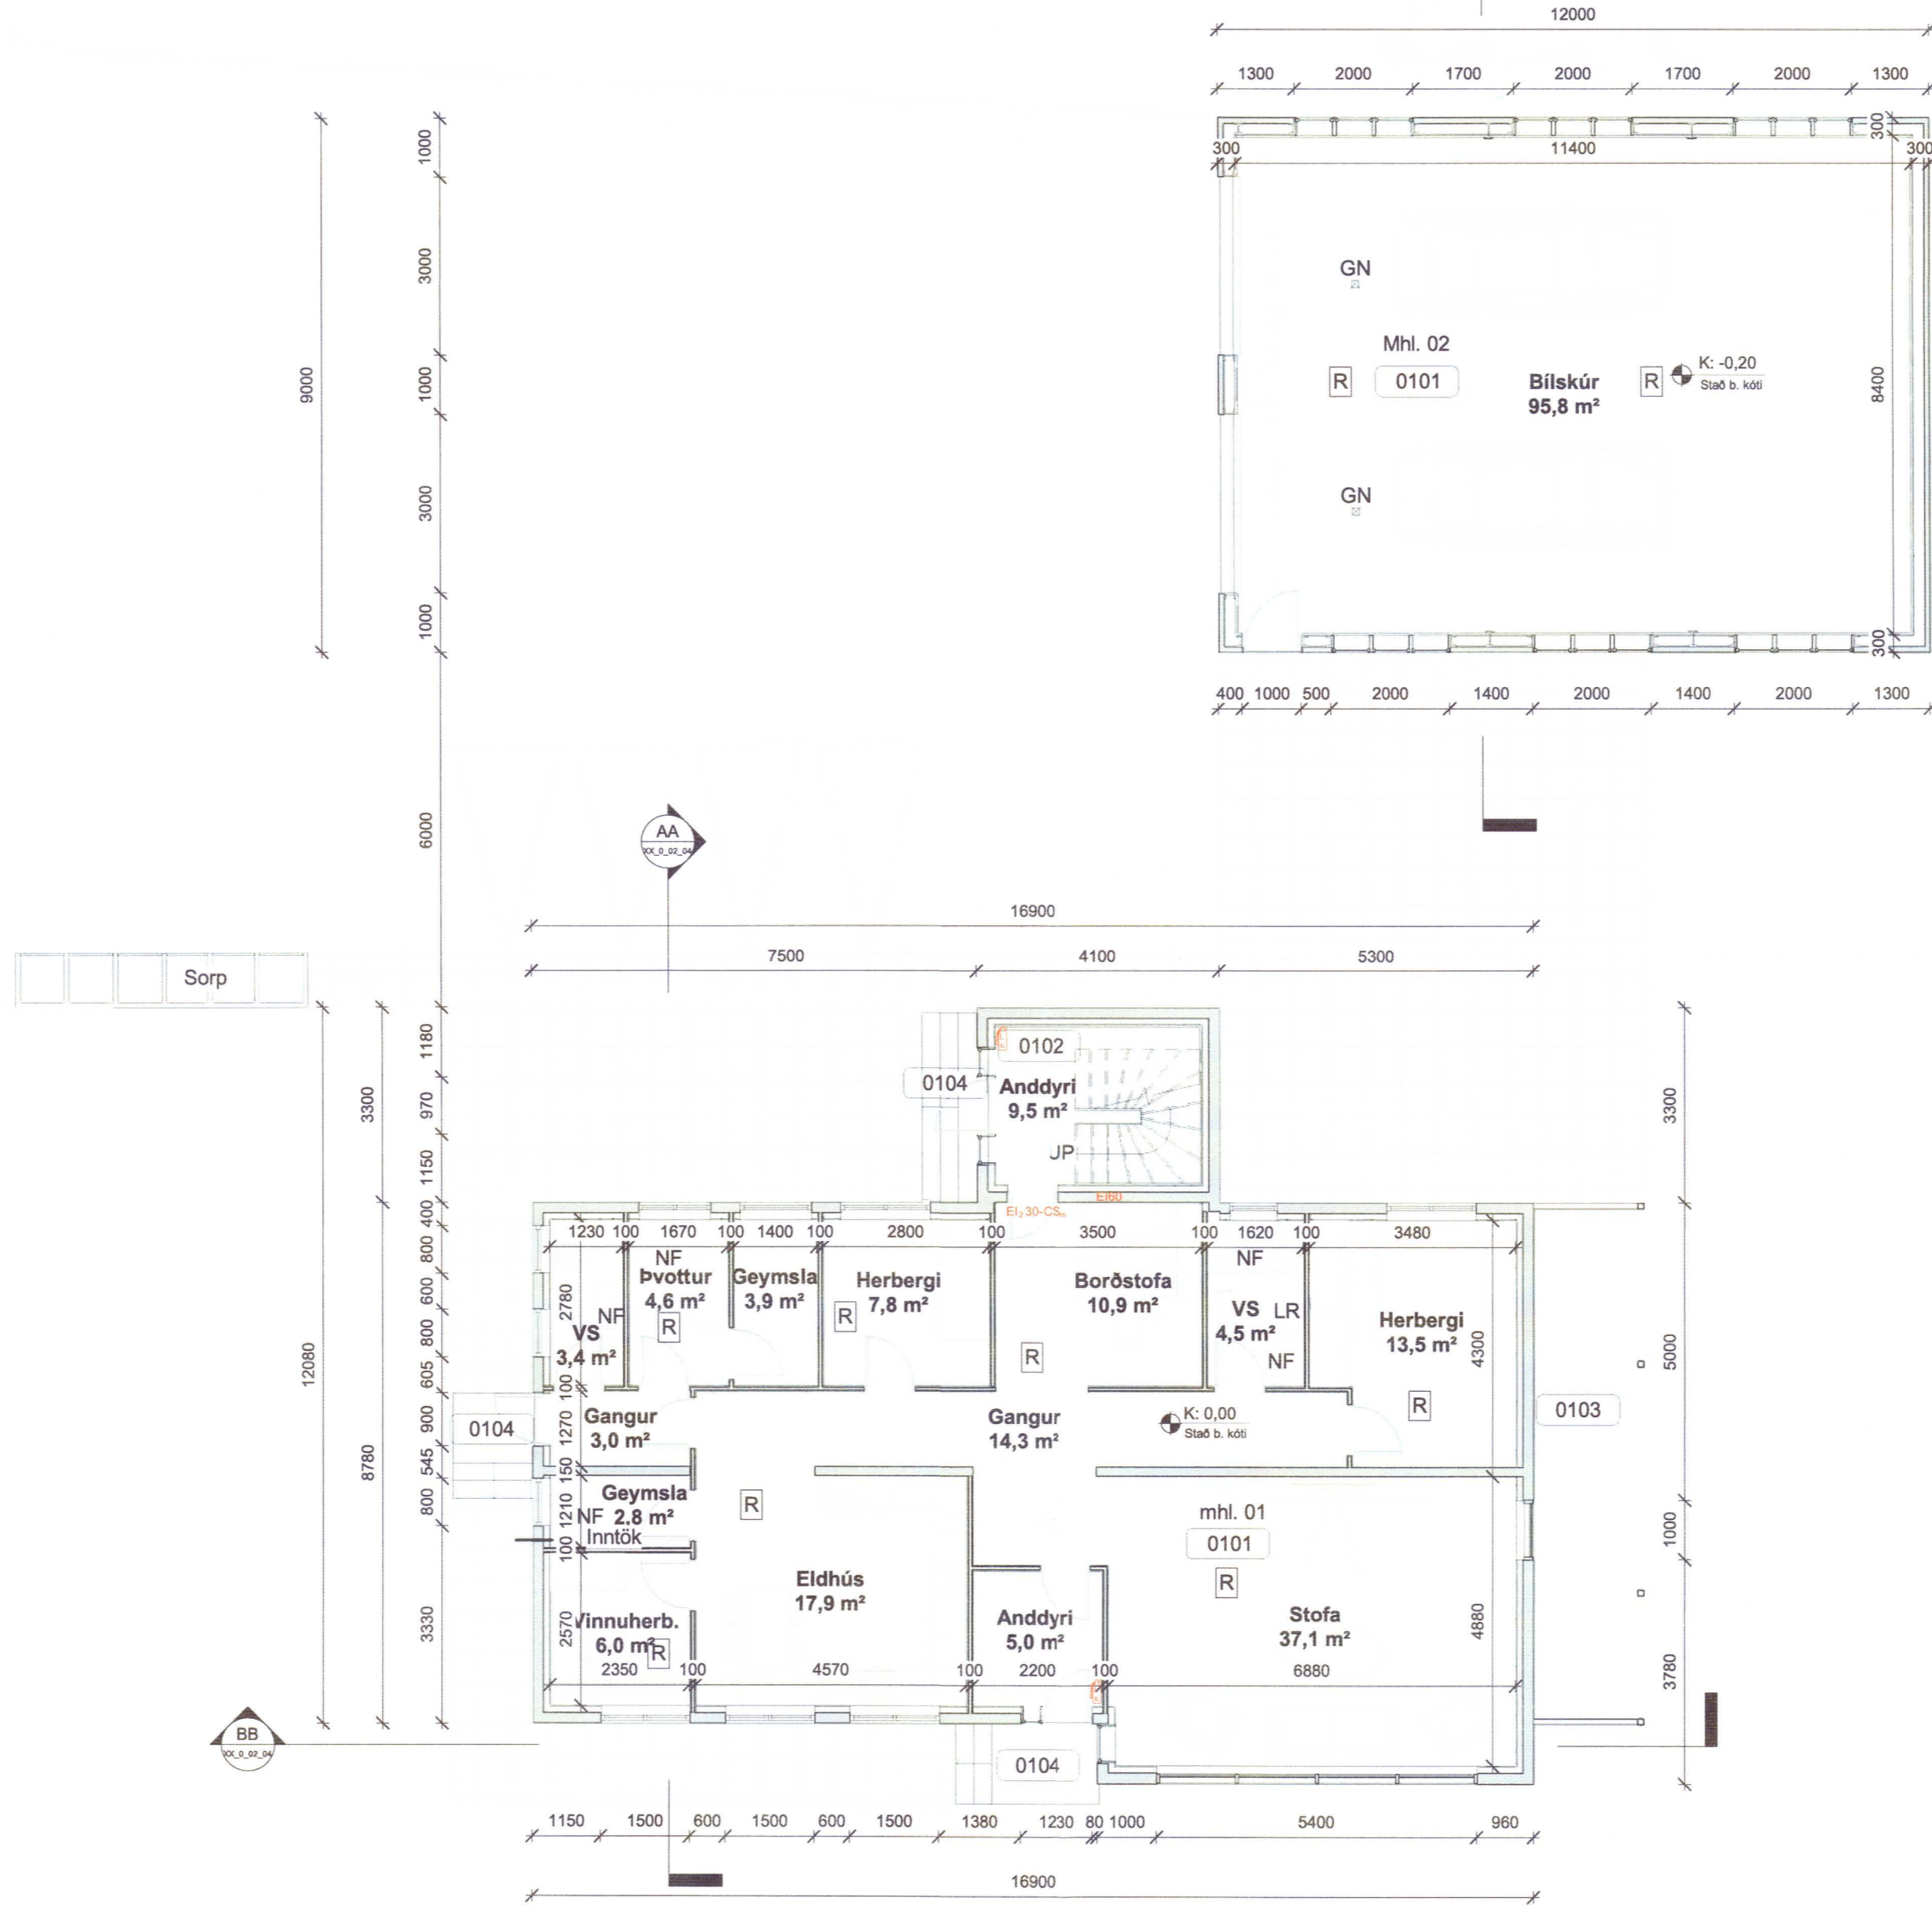 12000
1300 2000 1700 2000 1700 2000 1300
300
300 11400 300
1000
3000
1000
3000
1000
9000
GN
Mhl. 02
R 0101 Bílskúr R K: -0,20
95,8 m² Stað b. kóti
8400
GN
300
400 1000 500 2000 1400 2000 1400 2000 1300
6000
AA
XX_0_02_04
16900
7500 4100 5300
Sorp
1180
970
1150
400
800
600
800
605
900
545
800
3330
3300
8780
12080
0102
0104
Anddyri
9,5 m²
UP
EI60
EI₂ 30-CSₘ
3300
5000
1000
3780
1230 100 1670 100 1400 100 2800 100 3500 100 1620 100 3480
NF
Þvottur
4,6 m²
R
Geymsla
3,9 m²
Herbergi
7,8 m²
R
Borðstofa
10,9 m²
R
NF
VS LR
4,5 m²
NF
Herbergi
13,5 m²
4300
R
2780
NF
VS
3,4 m²
100
1270
150
1210
100
2570
0104
Gangur
3,0 m²
Gangur
14,3 m²
K: 0,00
Stað b. kóti
0103
Geymsla
NF 2,8 m²
Inntök
R
mhl. 01
0101
R
Eldhús
17,9 m²
Vinnuherb.
6,0 m²
R
Anddyri
5,0 m²
Stofa
37,1 m²
4880
2350 100 4570 100 2200 100 6880
BB
XX_0_02_04
0104
1150 1500 600 1500 600 1500 1380 1230 80 1000 5400 960
16900